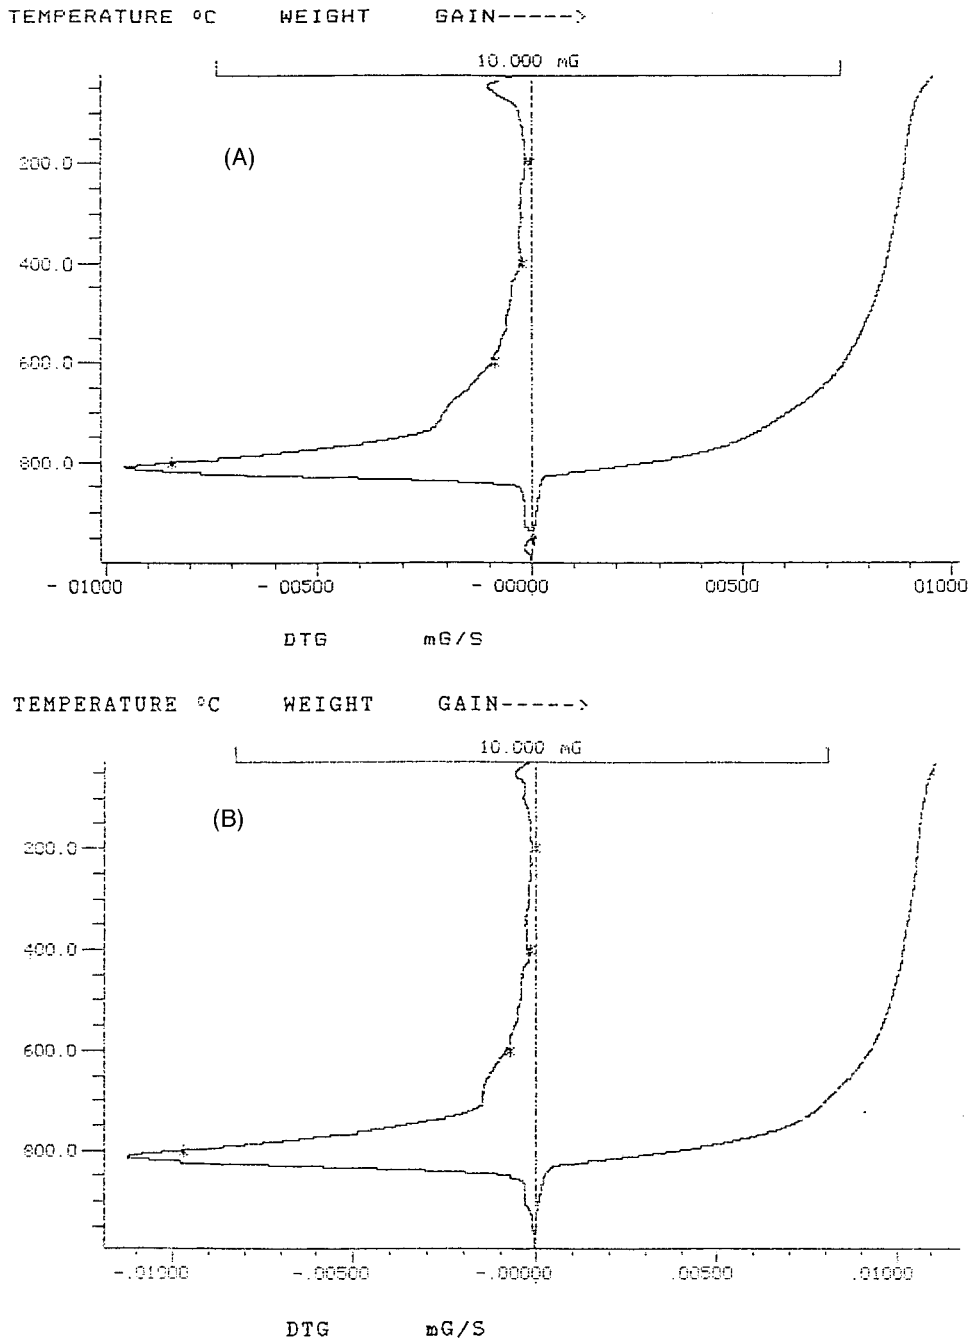 TEMPERATURE ºC WEIGHT GAIN----->
10.000 mG
(A)
200.0
400.0
600.0
800.0
- 01000 - 00500 - 00000 00500 01000
DTG mG/S
TEMPERATURE ºC WEIGHT GAIN----->
10.000 mG
(B)
200.0
400.0
600.0
800.0
-.01000 -.00500 -.00000 .00500 .01000
DTG mG/S